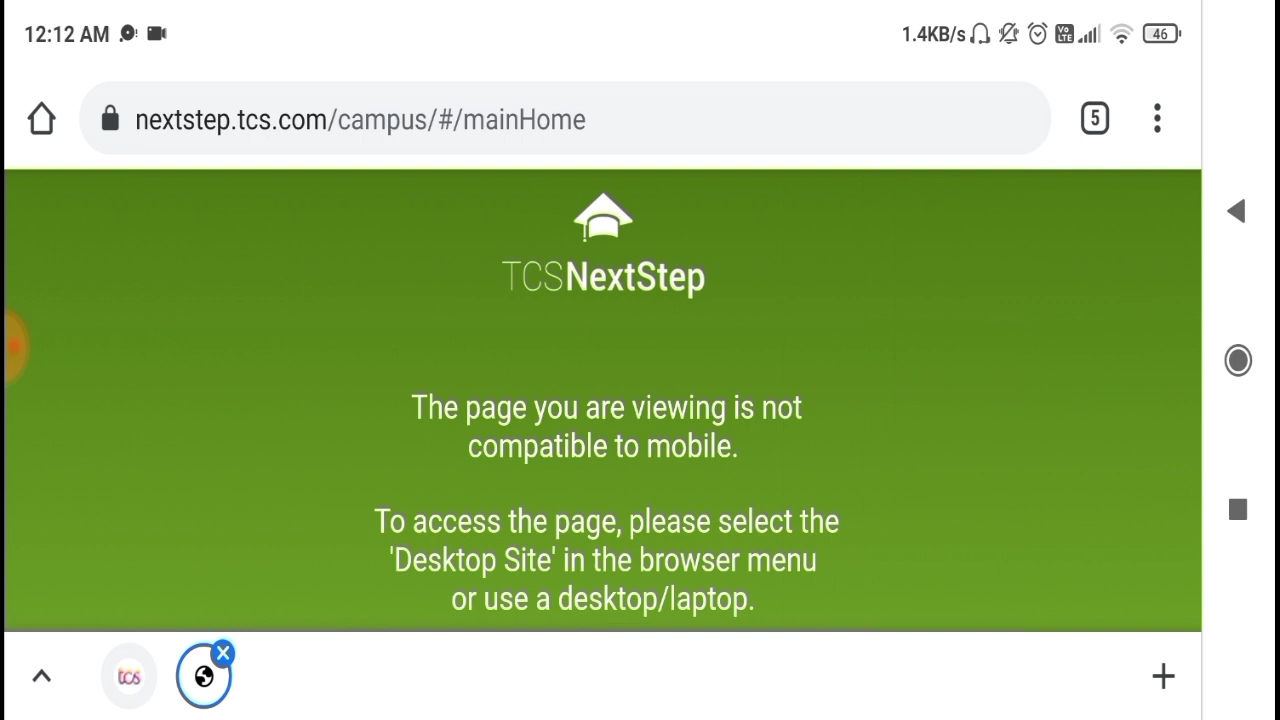 12:12 AM
1.4KB/s
Vo
LTE
46
nextstep.tcs.com/campus/#/mainHome
5
TCSNextStep
The page you are viewing is not
compatible to mobile.
To access the page, please select the
'Desktop Site' in the browser menu
or use a desktop/laptop.
tcs